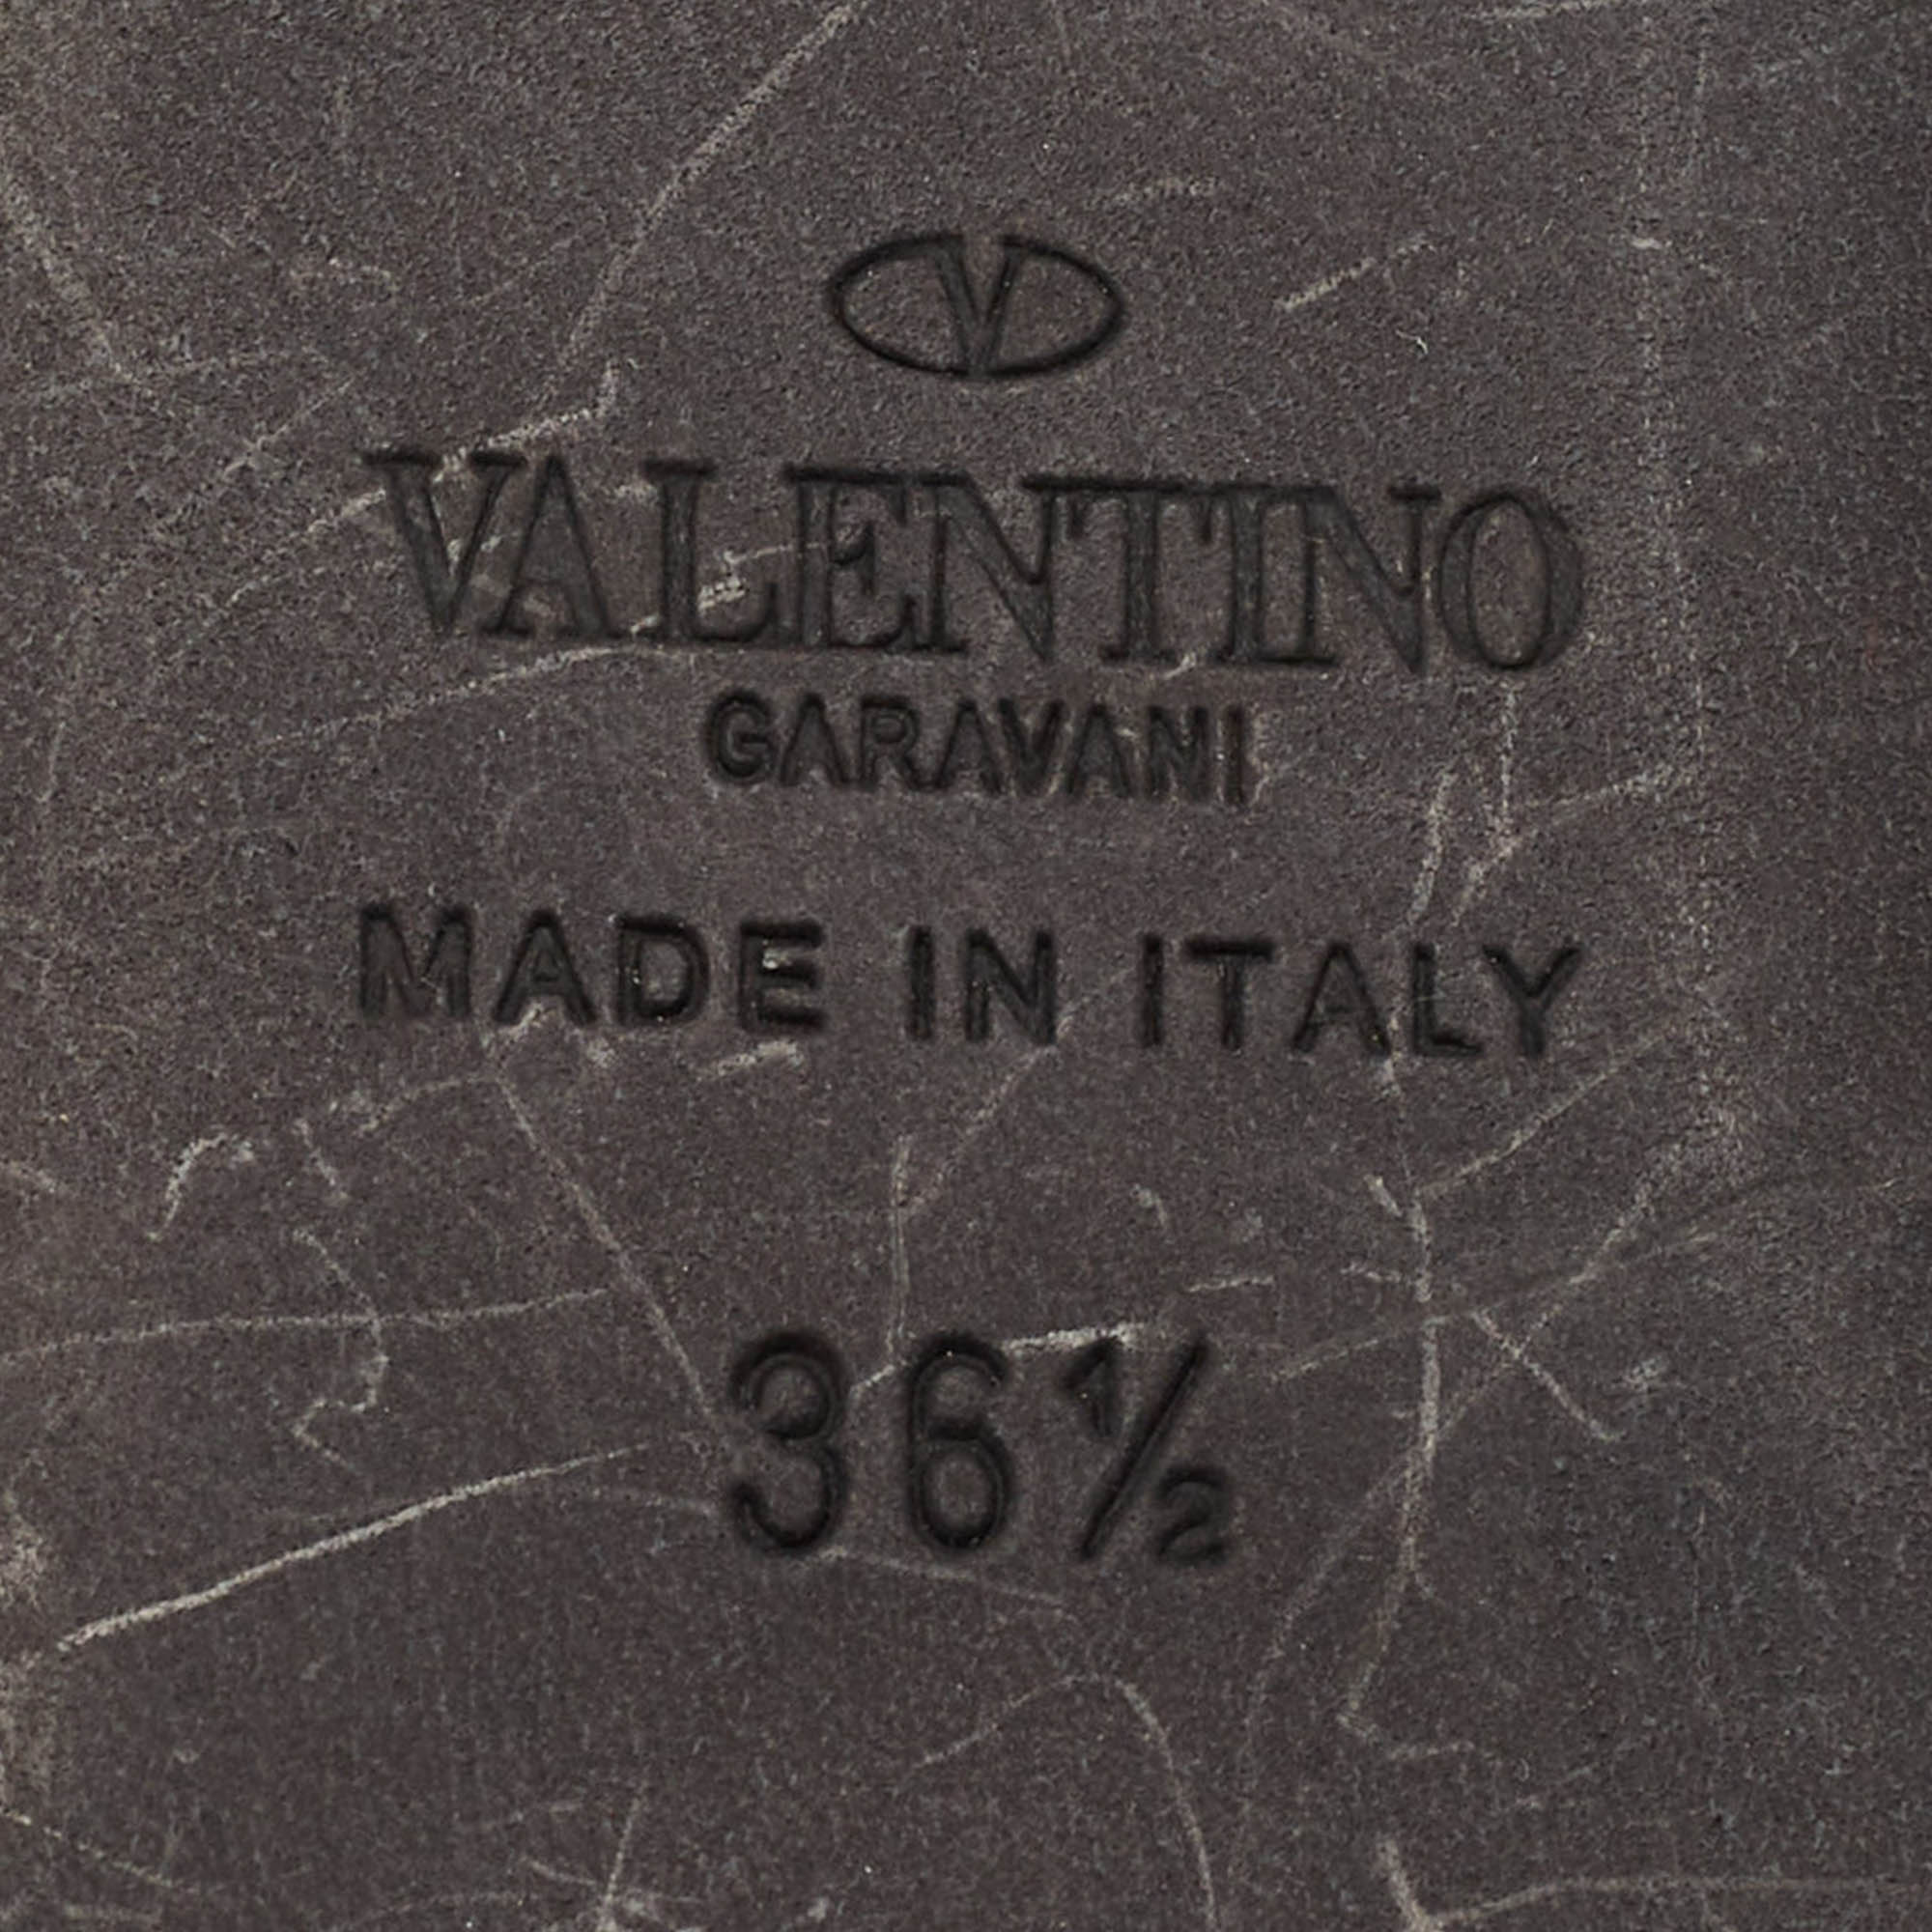 V
VALENTINO
GARAVANI
MADE IN ITALY
36½